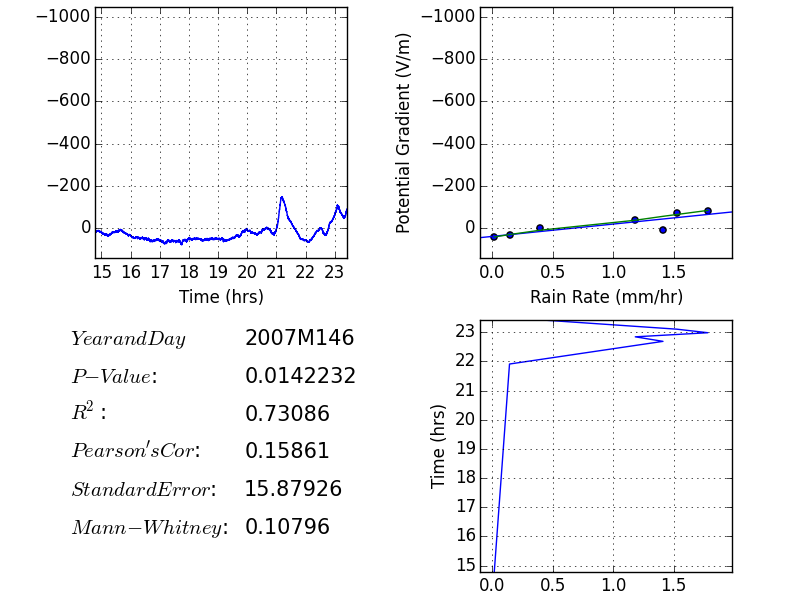 −1000
−800
−600
−400
−200
0
15 16 17 18 19 20 21 22 23
Time (hrs)
Potential Gradient (V/m)
−1000
−800
−600
−400
−200
0
0.0 0.5 1.0 1.5
Rain Rate (mm/hr)
YearandDay 2007M146
P−Value: 0.0142232
R²: 0.73086
Pearson'sCor: 0.15861
StandardError: 15.87926
Mann−Whitney: 0.10796
Time (hrs)
23
22
21
20
19
18
17
16
15
0.0 0.5 1.0 1.5